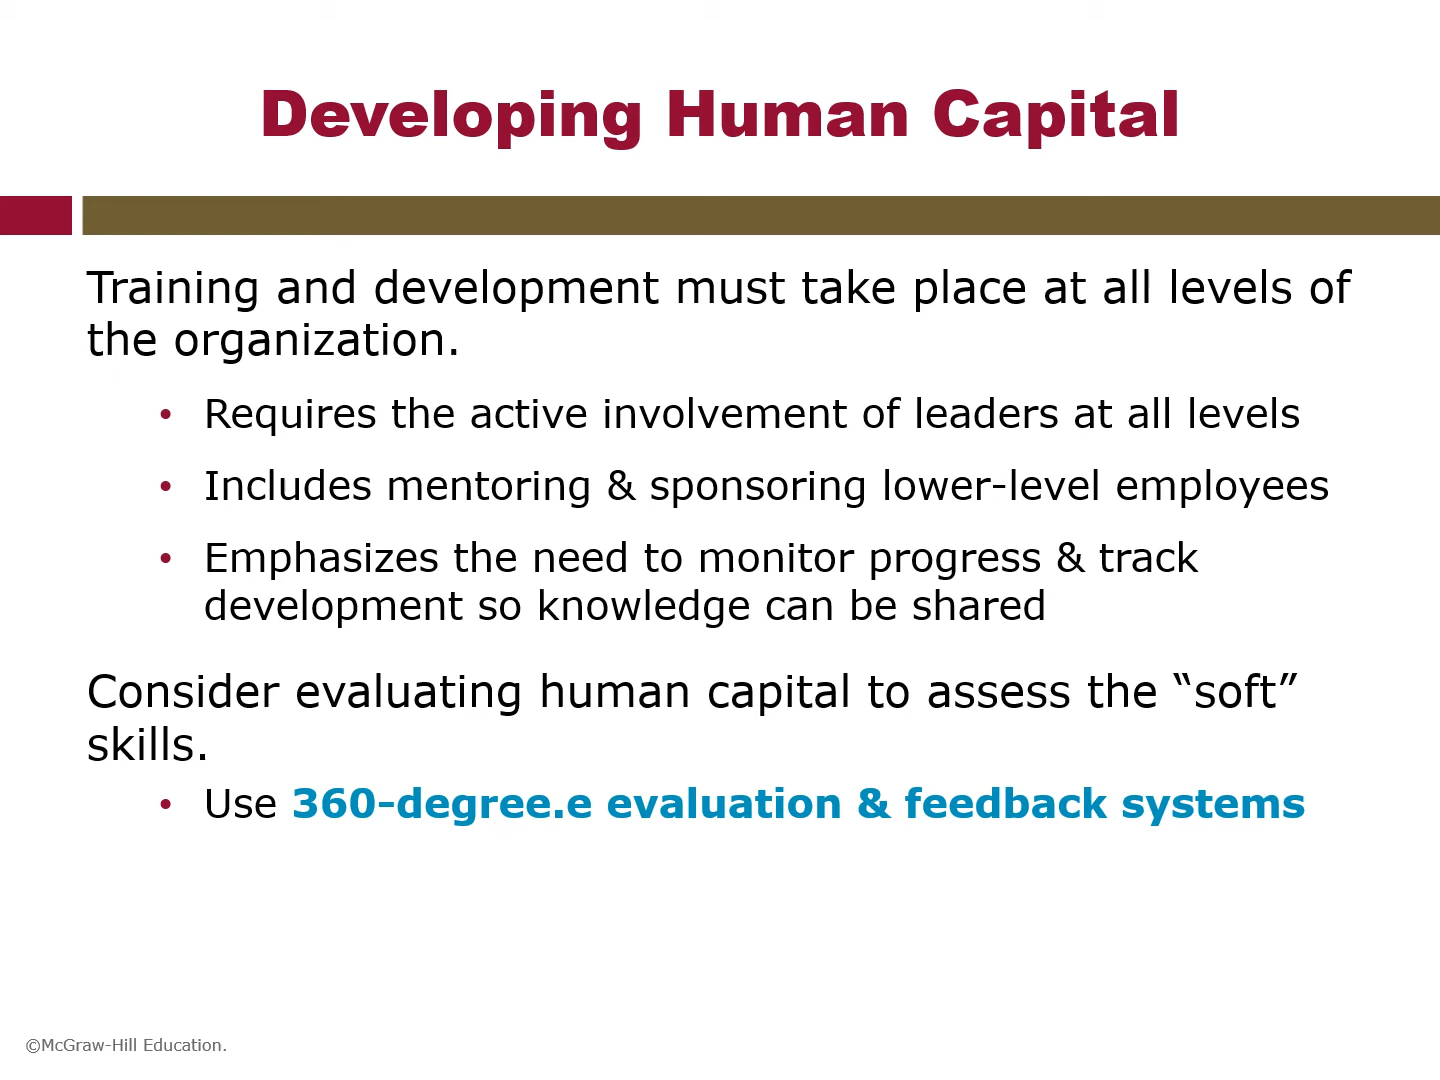 Developing Human Capital
Training and development must take place at all levels of
the organization.
• Requires the active involvement of leaders at all levels
• Includes mentoring & sponsoring lower-level employees
• Emphasizes the need to monitor progress & track
development so knowledge can be shared
Consider evaluating human capital to assess the “soft”
skills.
• Use 360-degree.e evaluation & feedback systems
©McGraw-Hill Education.